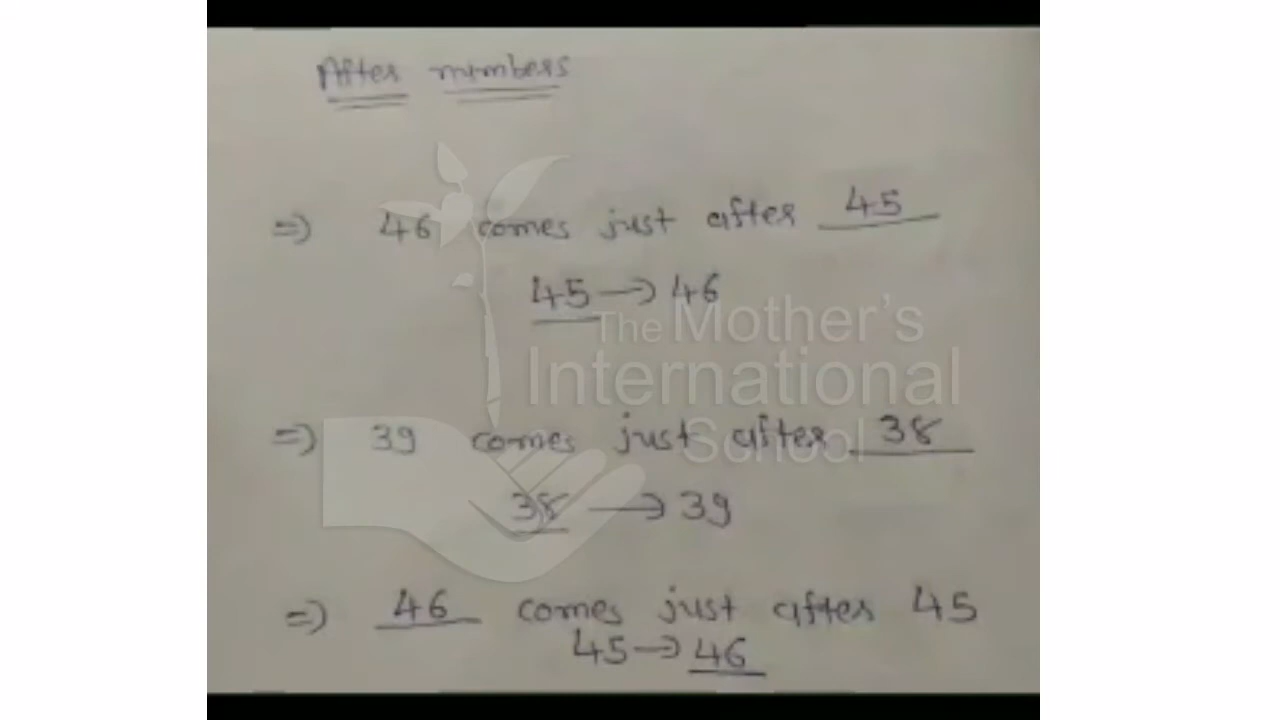 After numbers
=) 46 comes just after 45
45 → 46
The Mother's
International
School
=) 39 comes just after 38
38 → 39
=) 46 comes just after 45
45 → 46